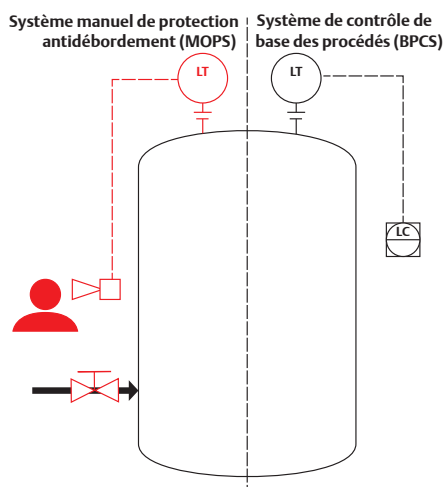 Système manuel de protection
antidébordement (MOPS)
Système de contrôle de
base des procédés (BPCS)
LT
LT
LC